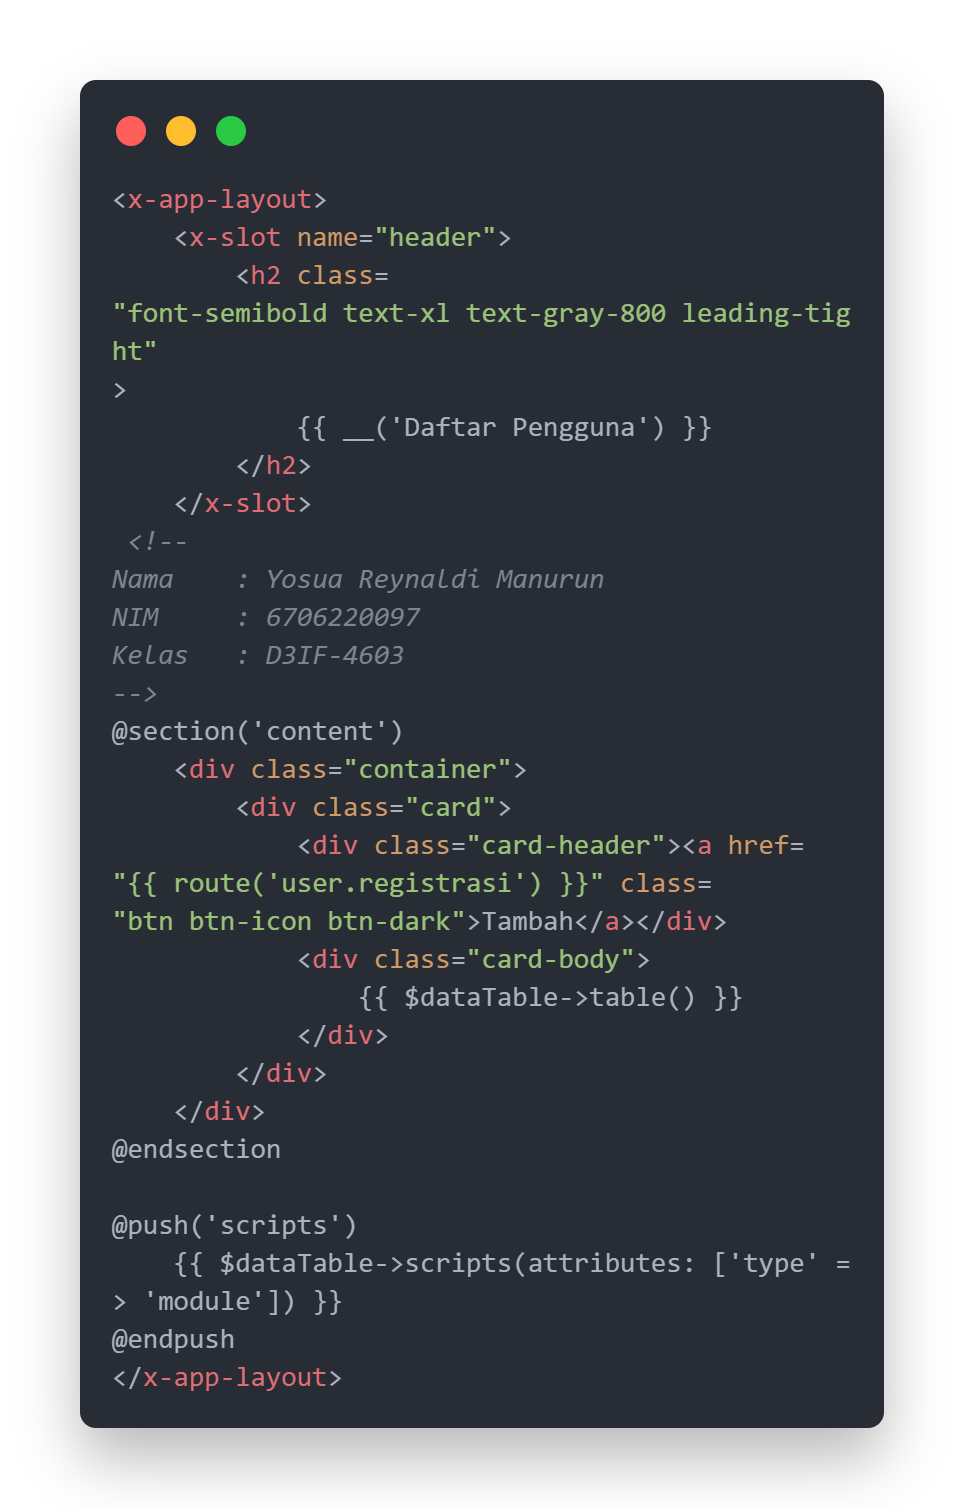 <x-app-layout>
    <x-slot name="header">
        <h2 class=
"font-semibold text-xl text-gray-800 leading-tig
ht"
>
            {{ __('Daftar Pengguna') }}
        </h2>
    </x-slot>
 <!--
Nama    : Yosua Reynaldi Manurun
NIM     : 6706220097
Kelas   : D3IF-4603
-->
@section('content')
    <div class="container">
        <div class="card">
            <div class="card-header"><a href=
"{{ route('user.registrasi') }}" class=
"btn btn-icon btn-dark">Tambah</a></div>
            <div class="card-body">
                {{ $dataTable->table() }}
            </div>
        </div>
    </div>
@endsection

@push('scripts')
    {{ $dataTable->scripts(attributes: ['type' =
> 'module']) }}
@endpush
</x-app-layout>